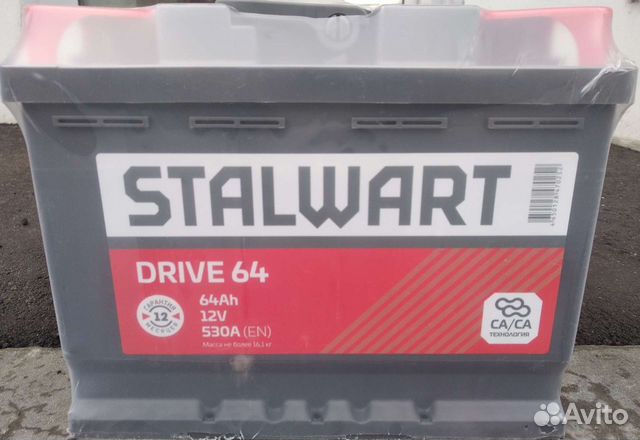 STALWART
DRIVE 64
64Ah
12V
530A (EN)
Масса не более 16,1 кг
ГАРАНТИЯ
12
МЕСЯЦЕВ
CA/CA
ТЕХНОЛОГИЯ
Avito